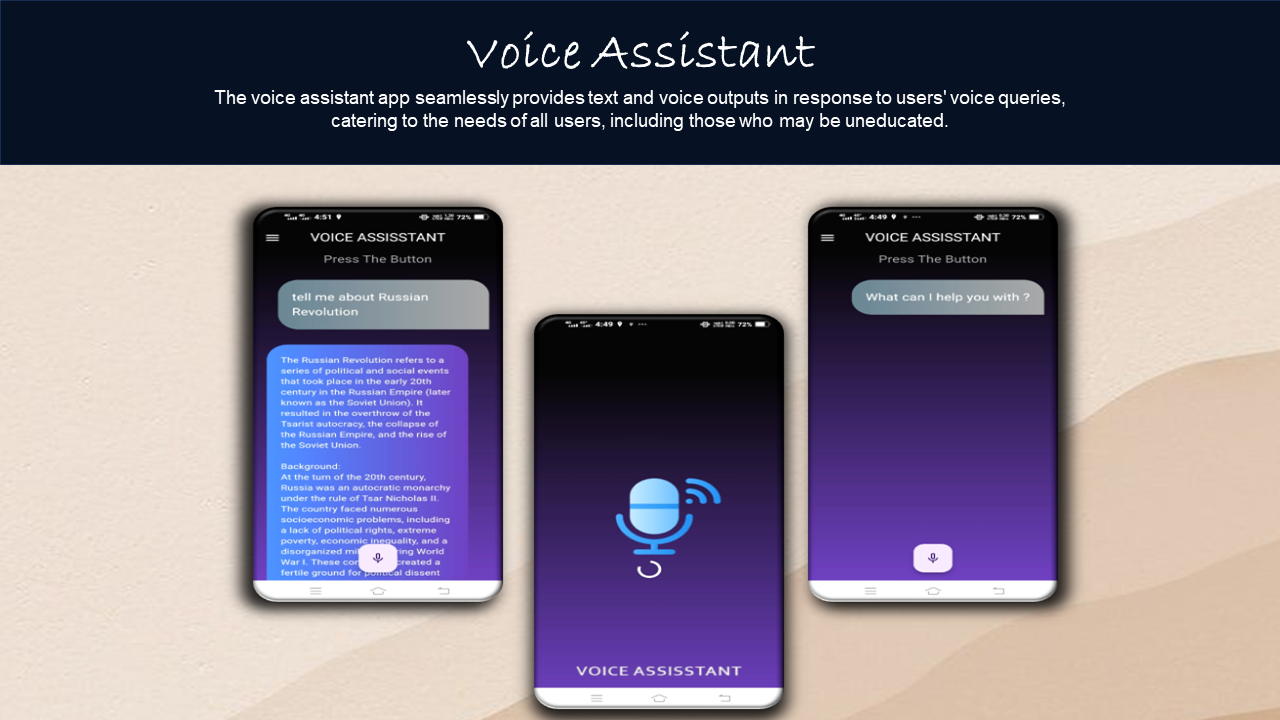 Voice Assistant
The voice assistant app seamlessly provides text and voice outputs in response to users' voice queries,
catering to the needs of all users, including those who may be uneducated.
4:51
72%
VOICE ASSISSTANT
Press The Button
tell me about Russian
Revolution
The Russian Revolution refers to a
series of political and social events
that took place in the early 20th
century in the Russian Empire (later
known as the Soviet Union). It
resulted in the overthrow of the
Tsarist autocracy, the collapse of
the Russian Empire, and the rise of
the Soviet Union.
Background:
At the turn of the 20th century,
Russia was an autocratic monarchy
under the rule of Tsar Nicholas II.
The country faced numerous
socioeconomic problems, including
a lack of political rights, extreme
poverty, economic inequality, and a
disorganized World
War I. These created a
fertile ground for political dissent
4:49
72%
VOICE ASSISSTANT
4:49
72%
VOICE ASSISSTANT
Press The Button
What can I help you with ?